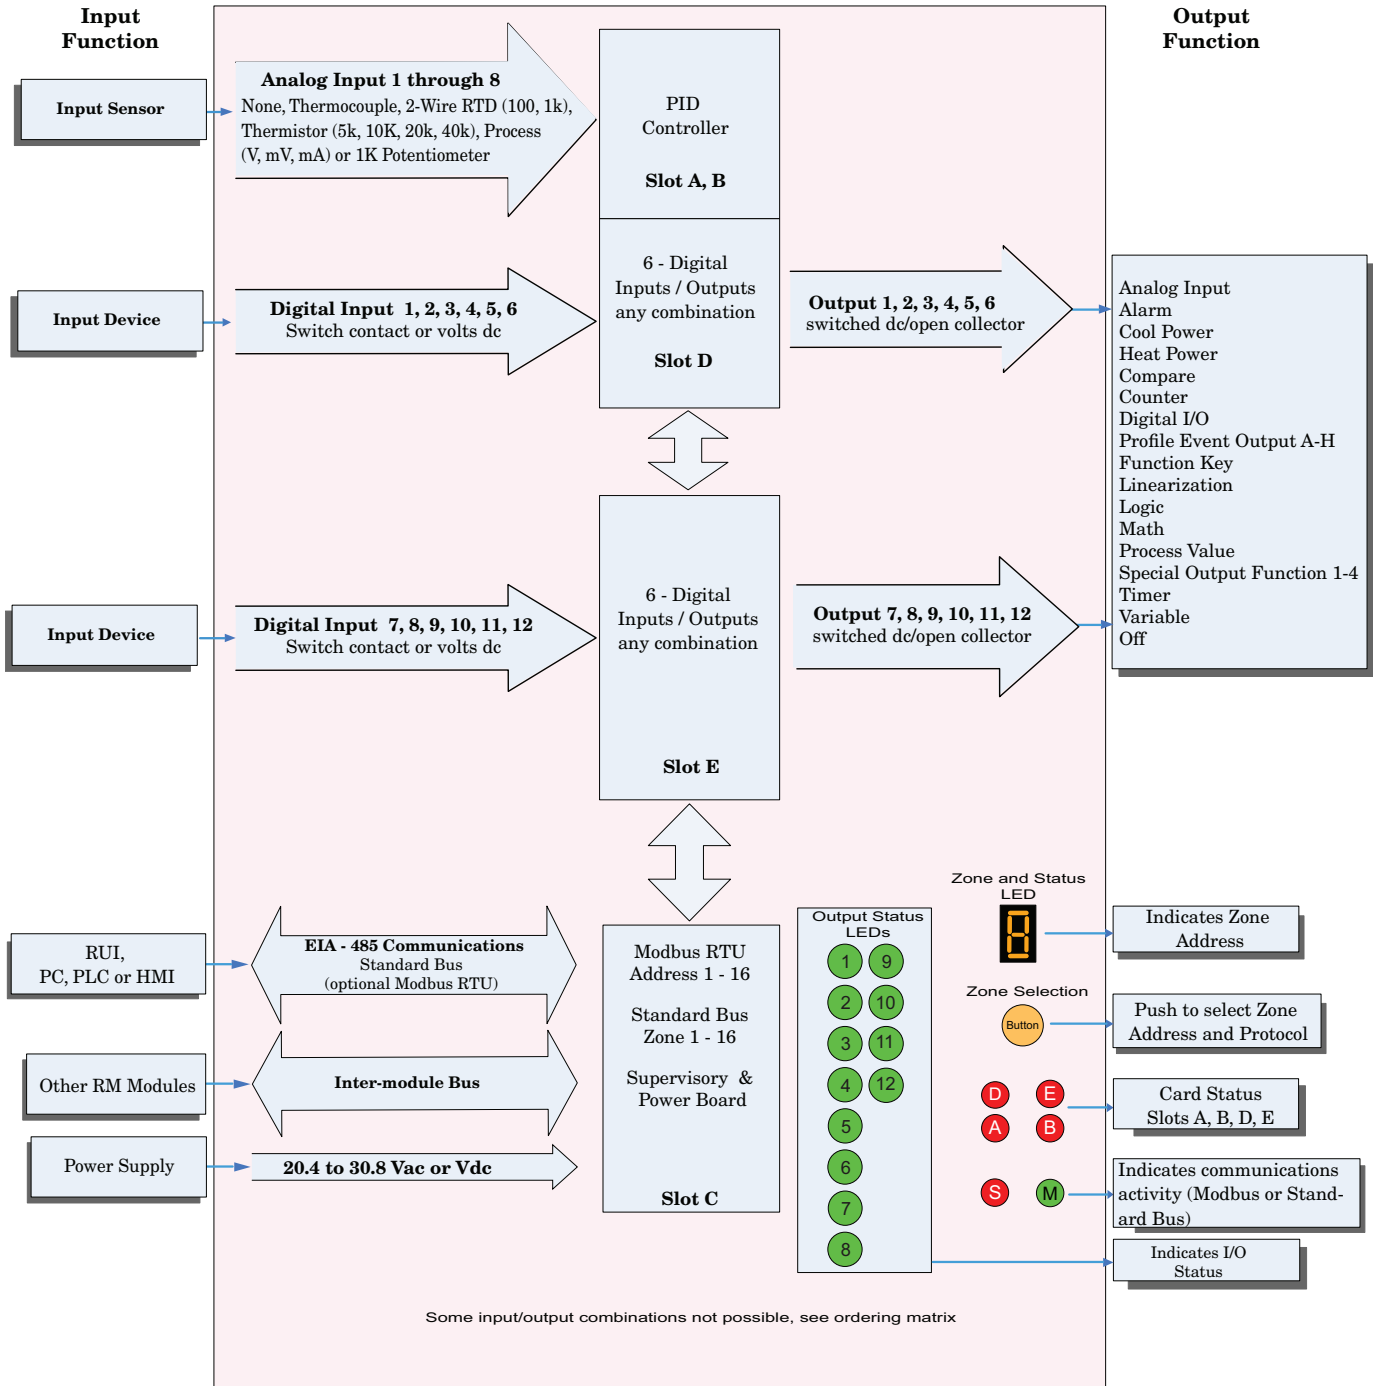 Input
Function
Output
Function
Input Sensor
Analog Input 1 through 8
None, Thermocouple, 2-Wire RTD (100, 1k),
Thermistor (5k, 10K, 20k, 40k), Process
(V, mV, mA) or 1K Potentiometer
PID
Controller
Slot A, B
Input Device
Digital Input 1, 2, 3, 4, 5, 6
Switch contact or volts dc
6 - Digital
Inputs / Outputs
any combination
Slot D
Output 1, 2, 3, 4, 5, 6
switched dc/open collector
Analog Input
Alarm
Cool Power
Heat Power
Compare
Counter
Digital I/O
Profile Event Output A-H
Function Key
Linearization
Logic
Math
Process Value
Special Output Function 1-4
Timer
Variable
Off
Input Device
Digital Input 7, 8, 9, 10, 11, 12
Switch contact or volts dc
6 - Digital
Inputs / Outputs
any combination
Slot E
Output 7, 8, 9, 10, 11, 12
switched dc/open collector
RUI,
PC, PLC or HMI
EIA - 485 Communications
Standard Bus
(optional Modbus RTU)
Other RM Modules
Inter-module Bus
Power Supply
20.4 to 30.8 Vac or Vdc
Modbus RTU
Address 1 - 16
Standard Bus
Zone 1 - 16
Supervisory &
Power Board
Slot C
Output Status
LEDs
1 9
2 10
3 11
4 12
5
6
7
8
Zone and Status
LED
8
Indicates Zone
Address
Zone Selection
Button
Push to select Zone
Address and Protocol
D E
A B
Card Status
Slots A, B, D, E
S M
Indicates communications
activity (Modbus or Stand-
ard Bus)
Indicates I/O
Status
Some input/output combinations not possible, see ordering matrix